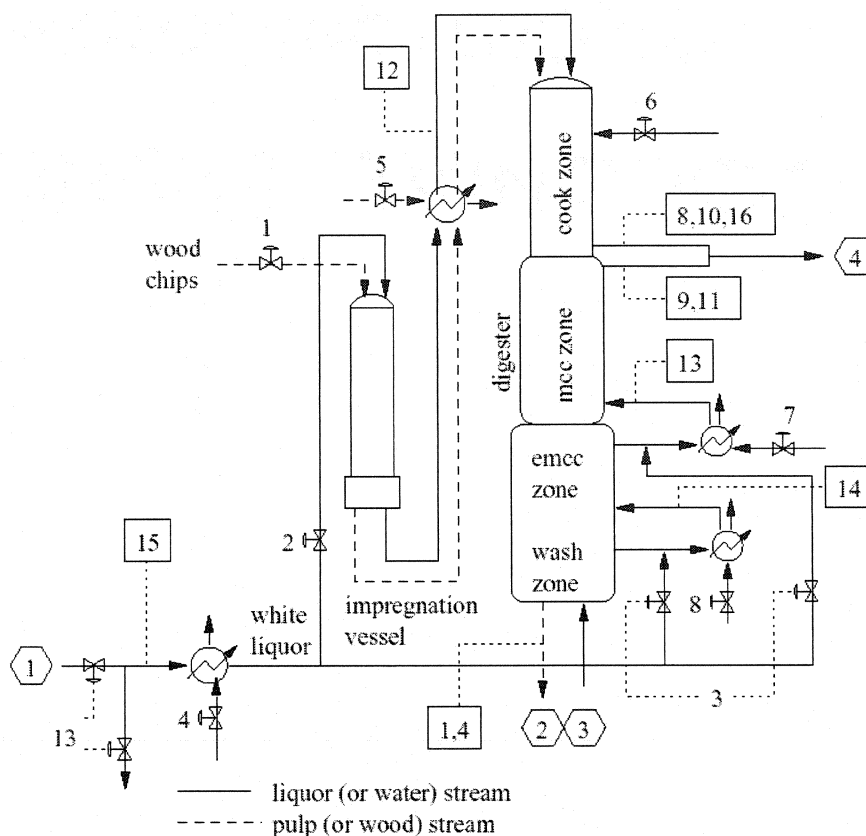 12
6
5
cook zone
1
8,10,16
wood
chips
4
9,11
digester
mcc zone
13
7
emcc
zone
14
15
2
wash
zone
white
liquor
impregnation
vessel
8
1
3
4
1,4
2
3
13
liquor (or water) stream
pulp (or wood) stream